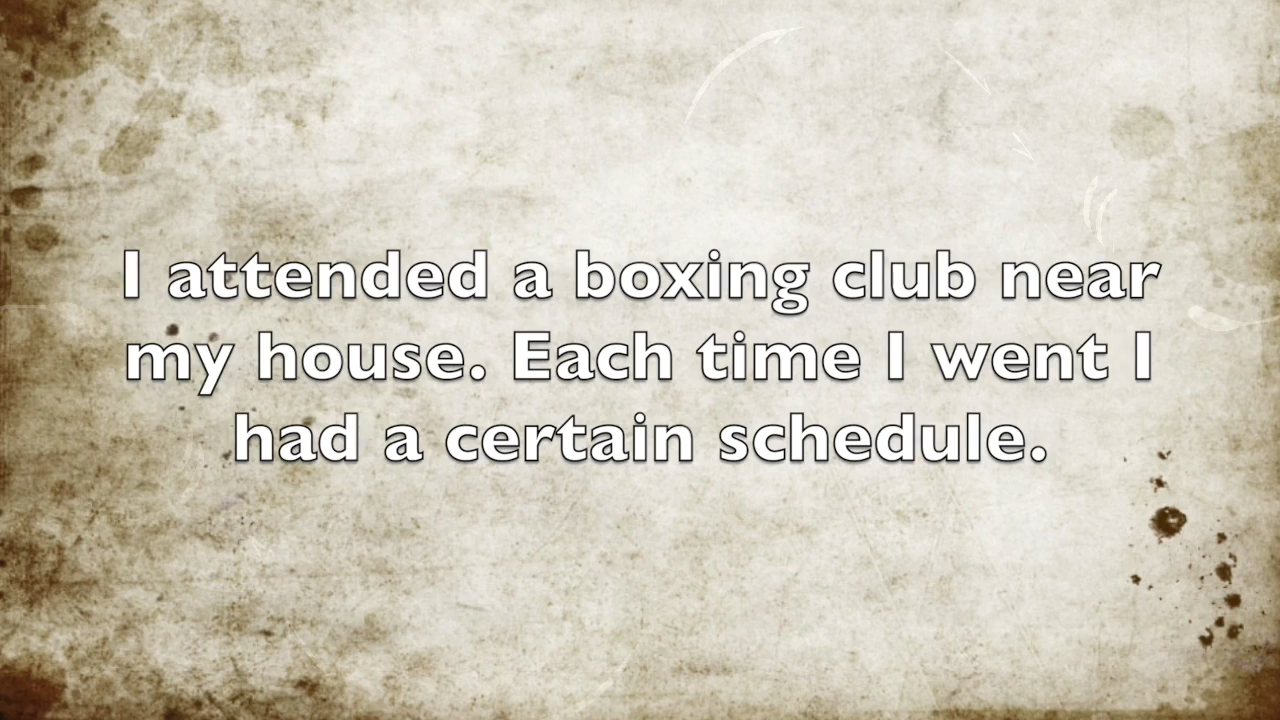 I attended a boxing club near
my house. Each time I went I
had a certain schedule.